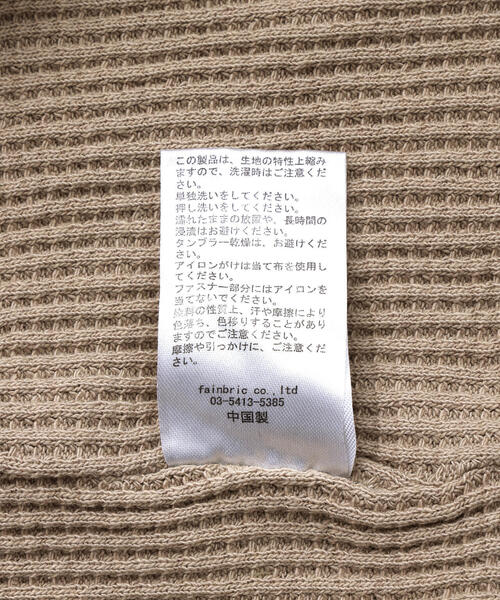 この製品は、生地の特性上縮み
ますので、洗濯時はご注意くだ
さい。
単独洗いをしてください。
押し洗いをしてください。
濡れたままの放置や、長時間の
浸漬はお避けください。
タンブラー乾燥は、お避けくだ
さい。
アイロンがけは当て布を使用し
てください。
ファスナー部分にはアイロンを
当てないでください。
染料の性質上、汗や摩擦により
色落ち、色移りすることがあり
ますのでご注意ください。
摩擦や引っかけに、ご注意くだ
さい。
fainbric co.,ltd
03-5413-5385
中国製